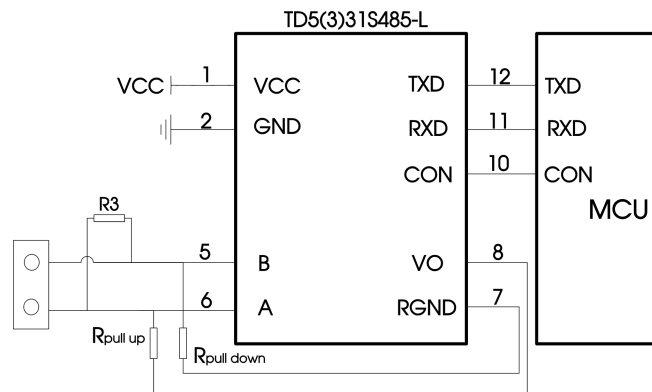 TD5(3)31S485-L
VCC 1 VCC TXD 12 TXD
2 GND RXD 11 RXD
CON 10 CON
MCU
R3
5 B VO 8
6 A RGND 7
Rpull up
Rpull down